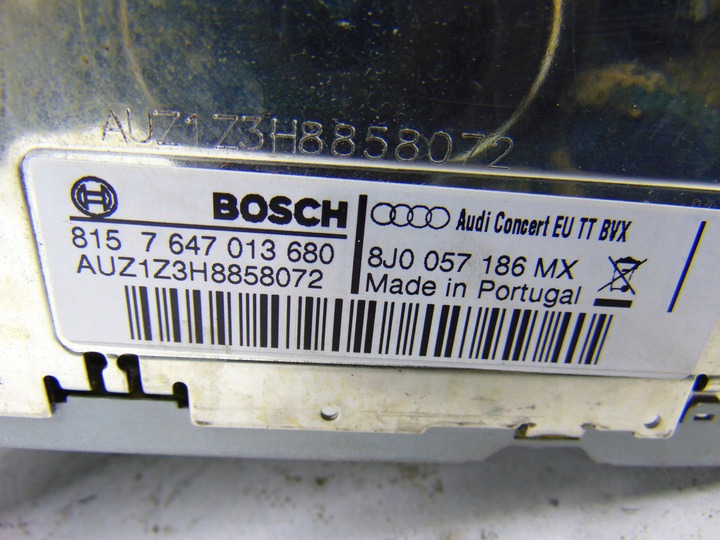 AUZ1Z3H8858072
BOSCH
Audi Concert EU TT BVX
815 7 647 013 680
8J0 057 186 MX
AUZ1Z3H8858072
Made in Portugal